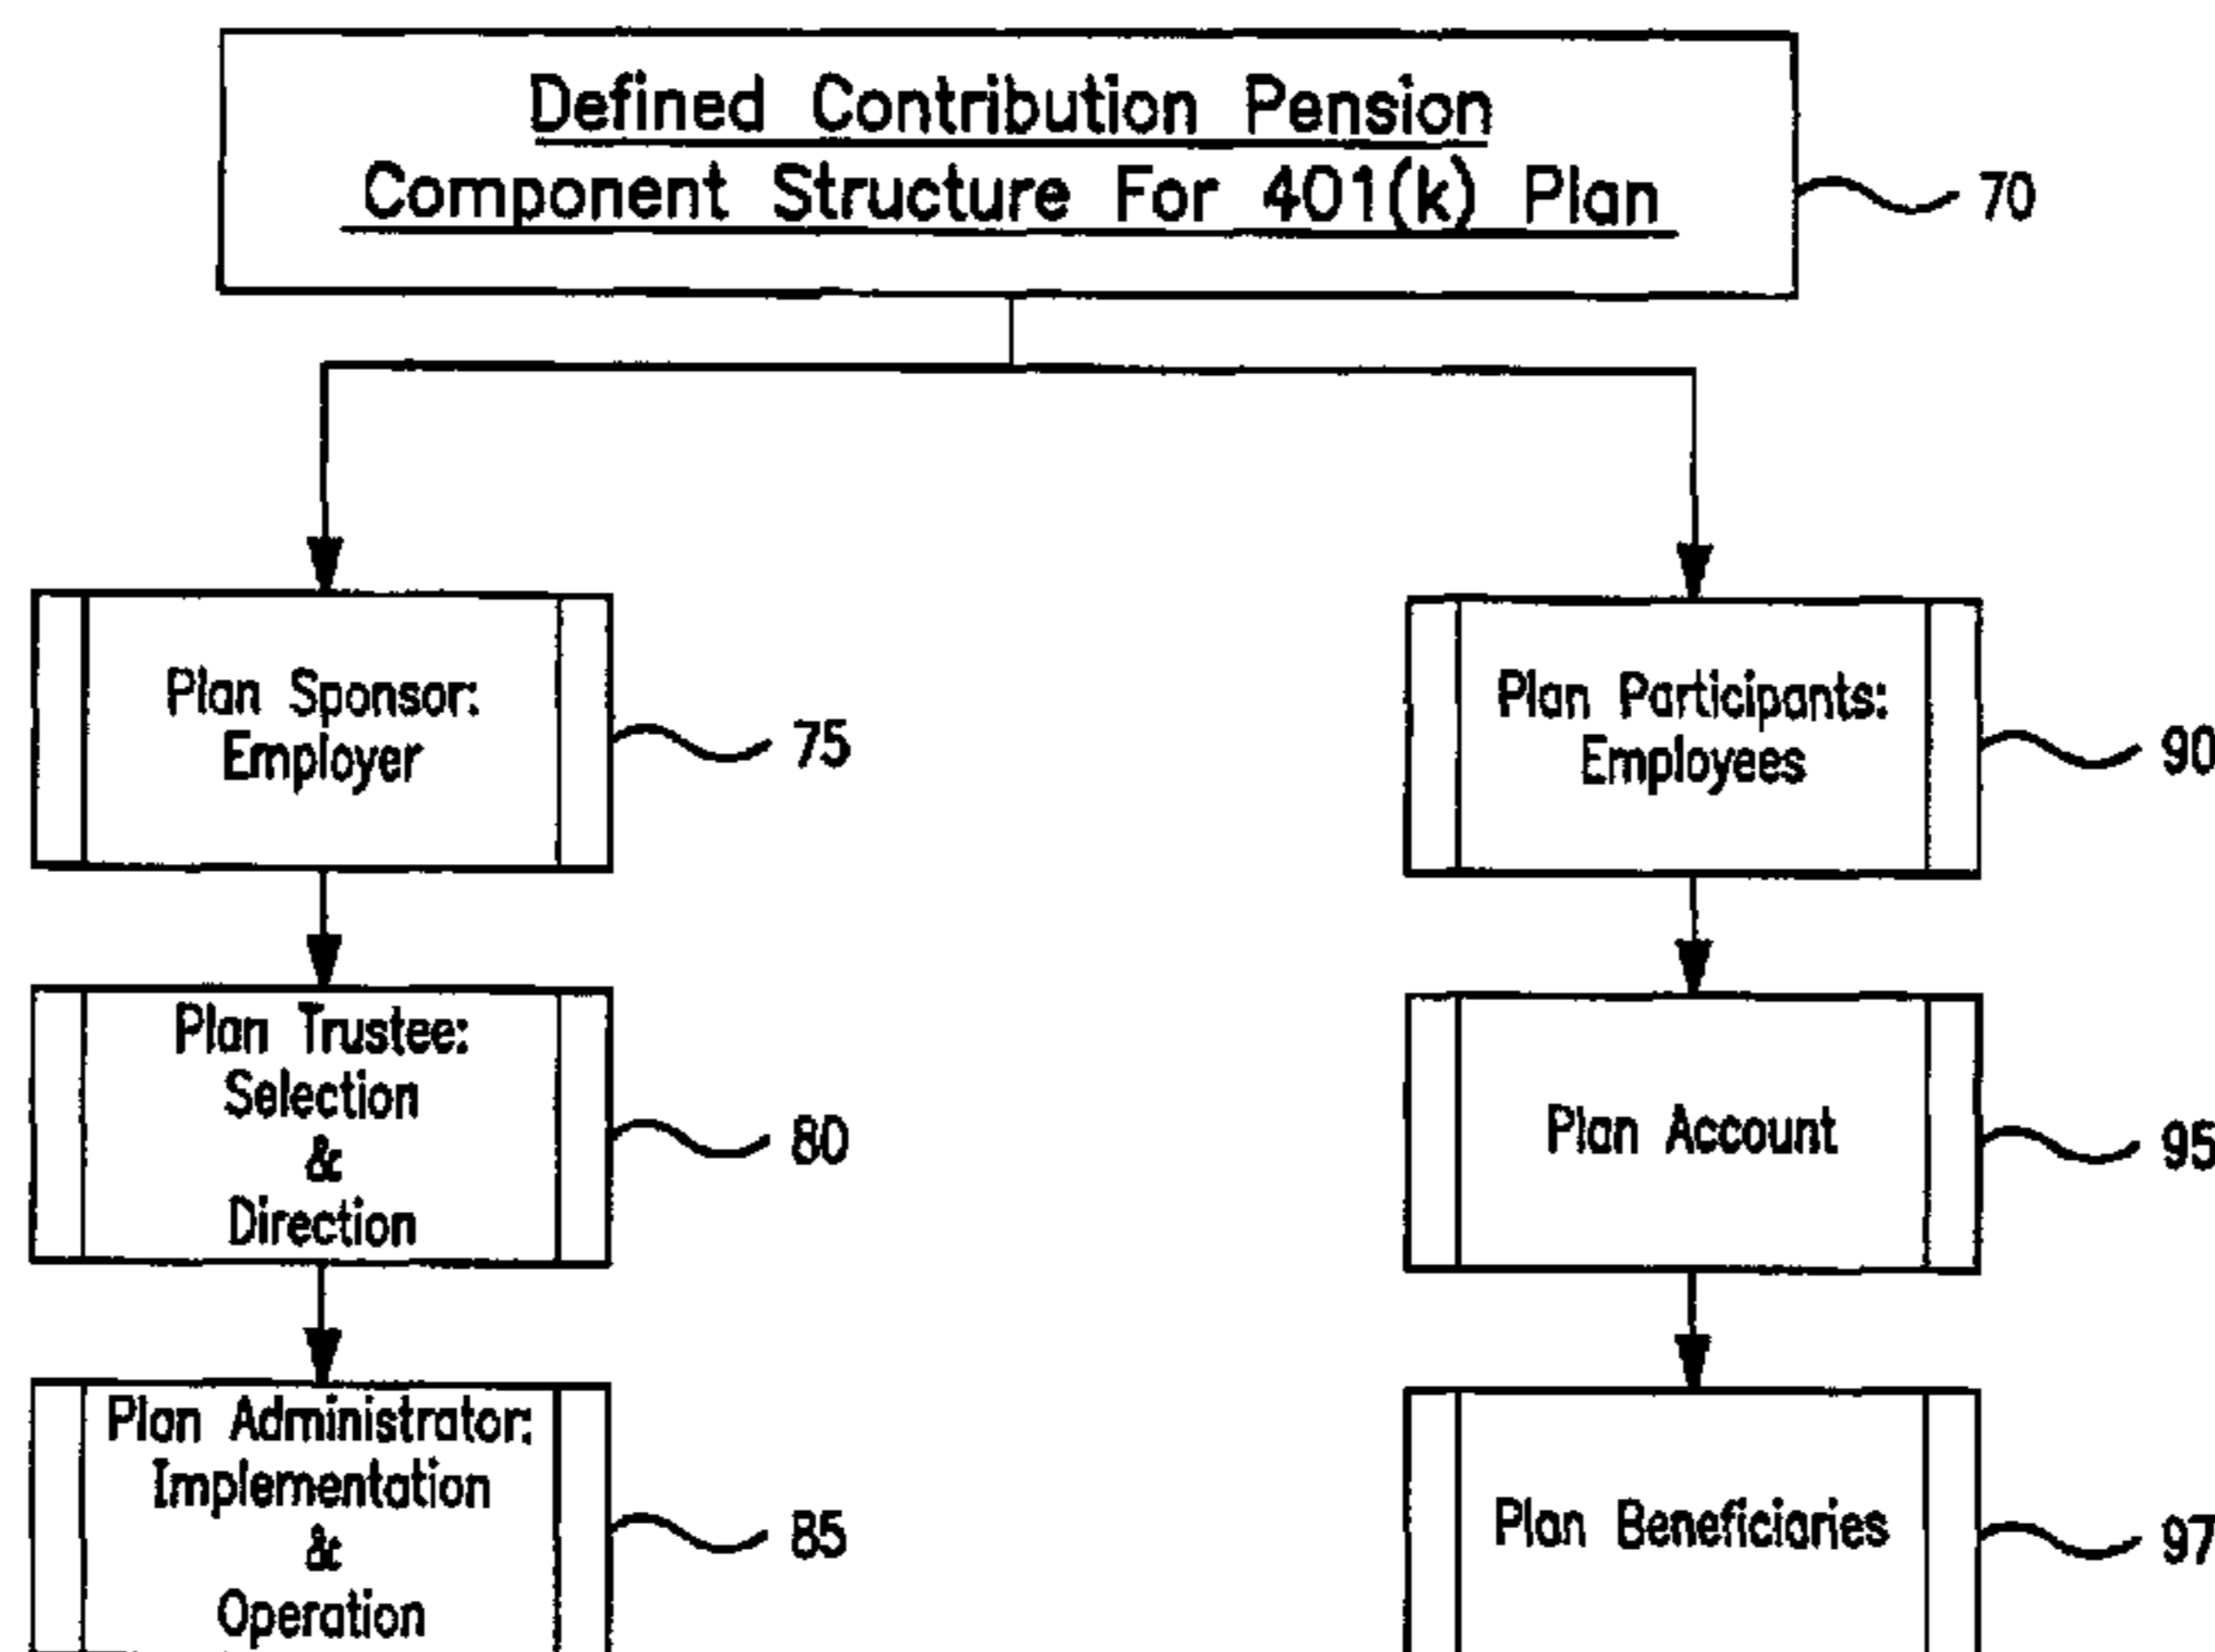 Defined Contribution Pension
Component Structure For 401(k) Plan
70
Plan Sponsor:
Employer
75
Plan Trustee:
Selection
&
Direction
80
Plan Administrator:
Implementation
&
Operation
85
Plan Participants:
Employees
90
Plan Account
95
Plan Beneficiaries
97